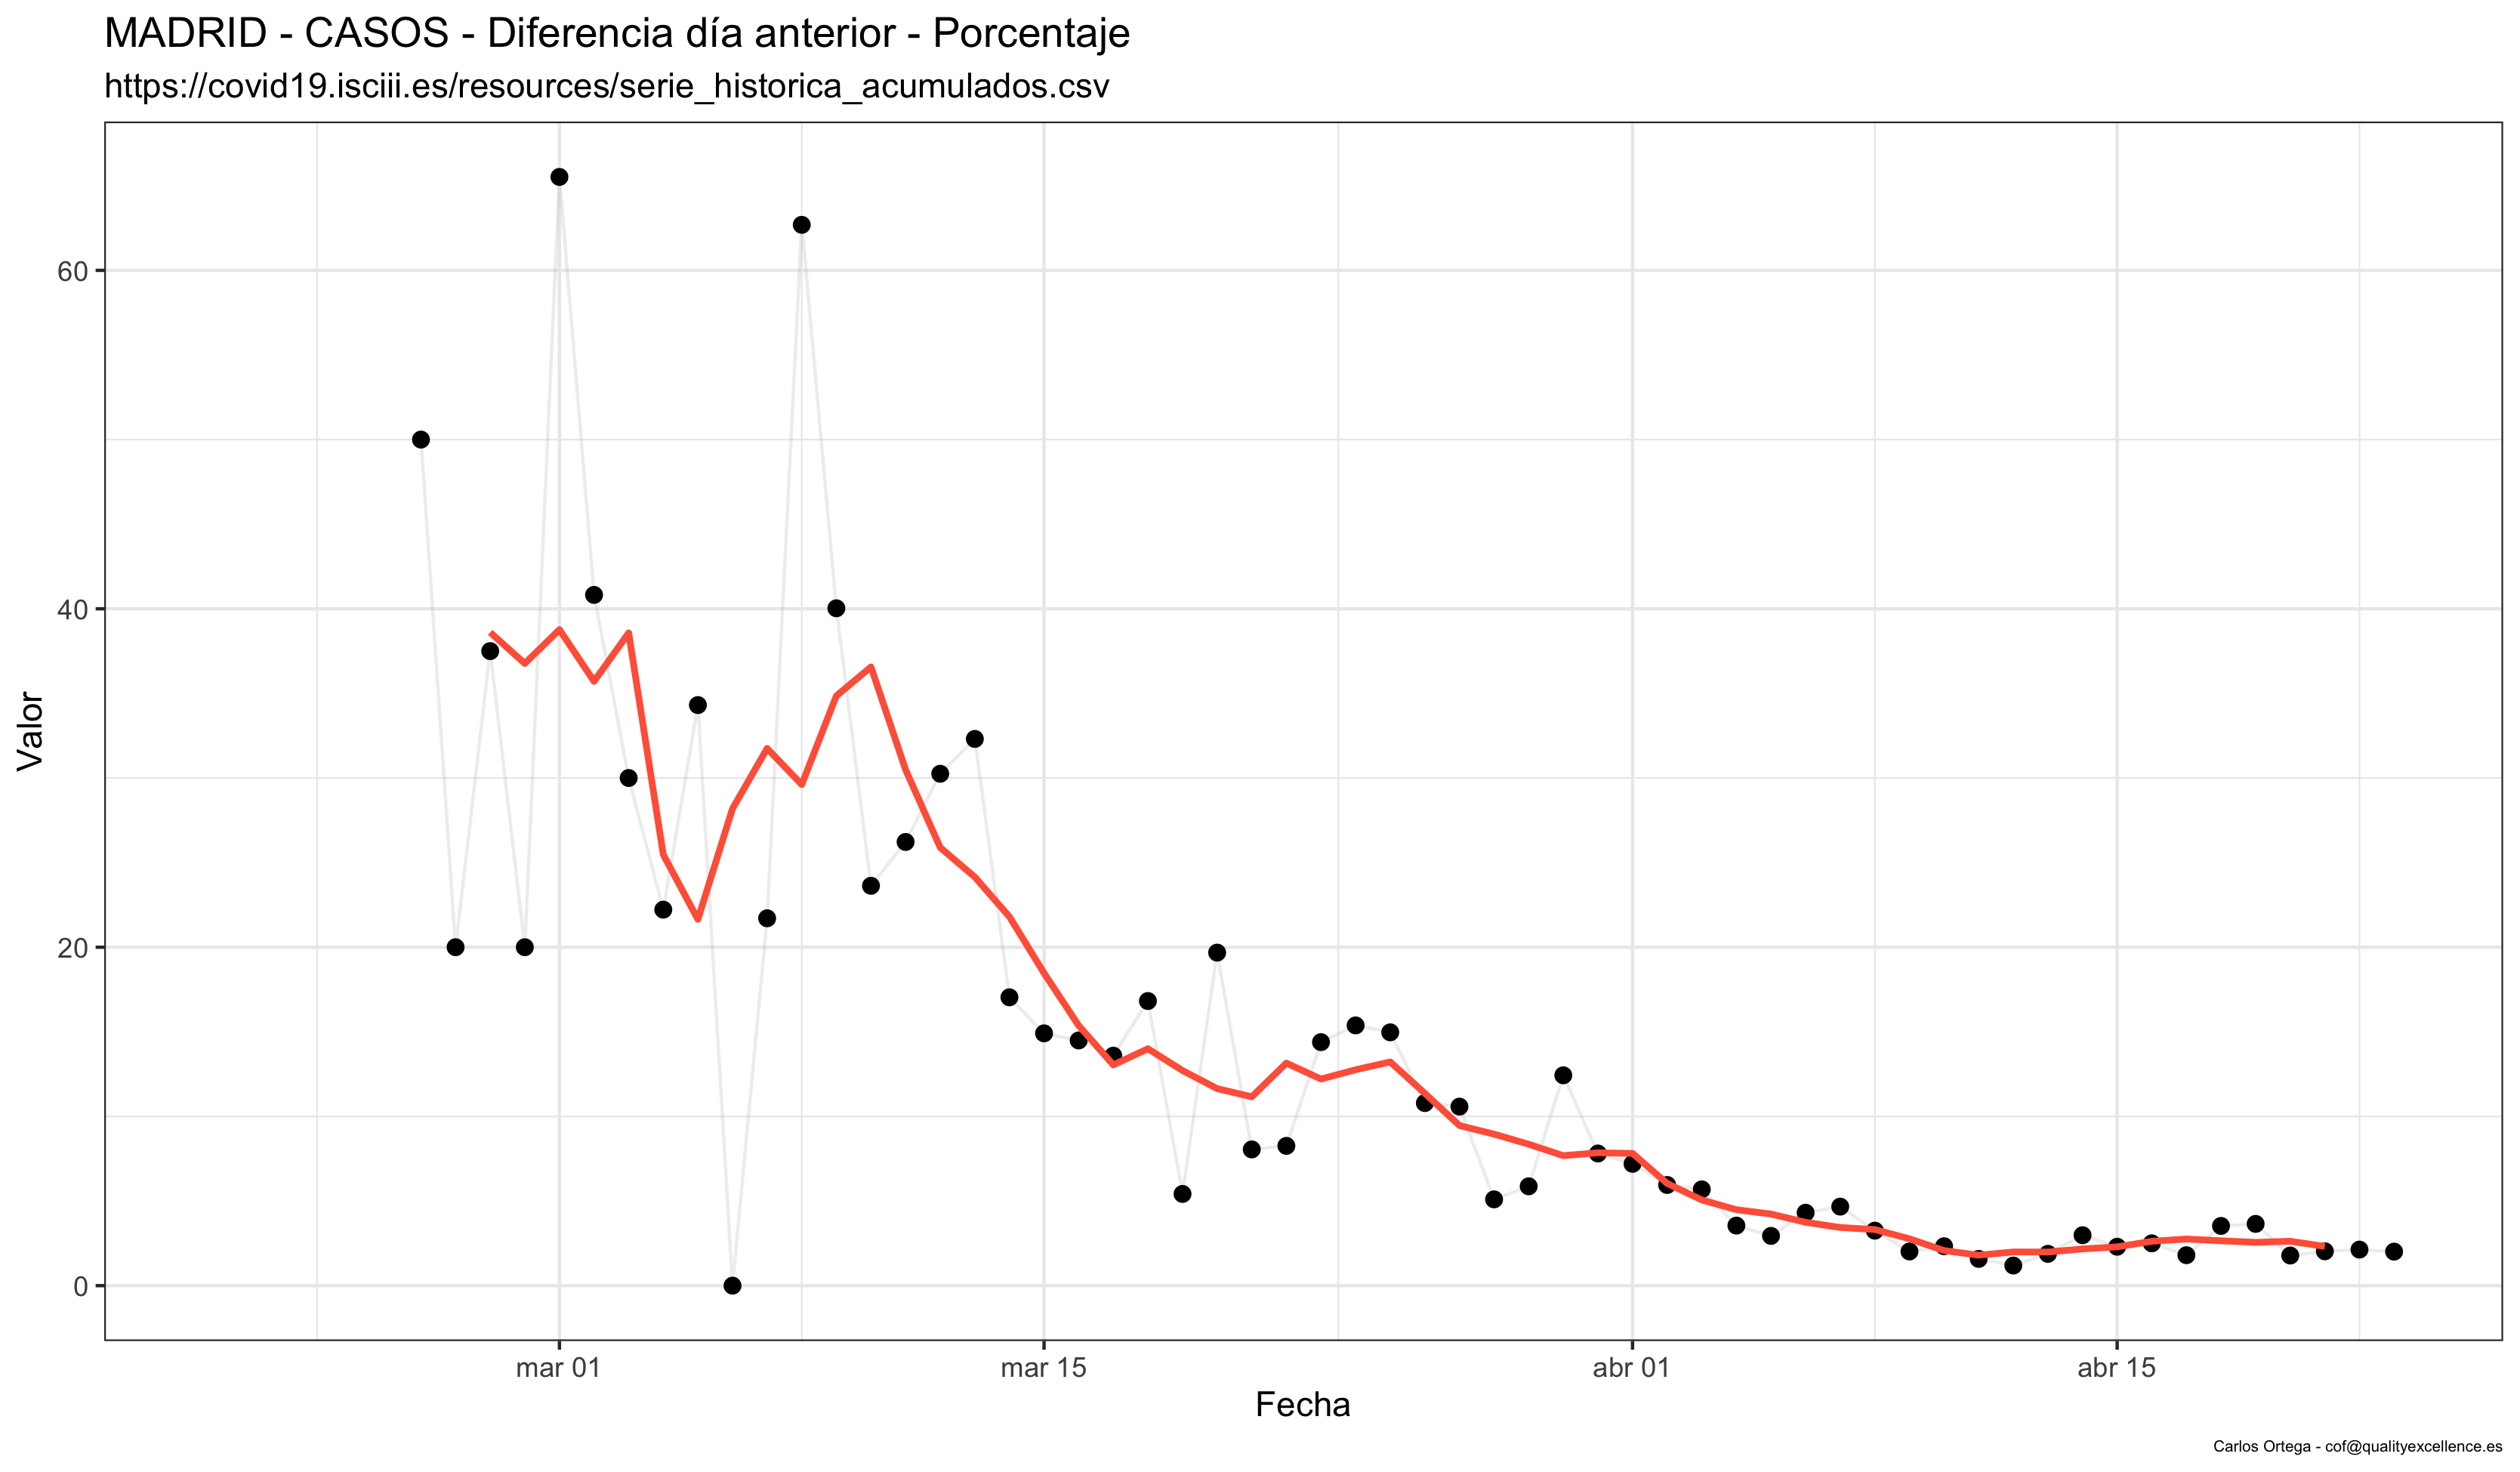 MADRID - CASOS - Diferencia día anterior - Porcentaje
https://covid19.isciii.es/resources/serie_historica_acumulados.csv
60
40
20
0
Valor
mar 01
mar 15
abr 01
abr 15
Fecha
Carlos Ortega - cof@qualityexcellence.es